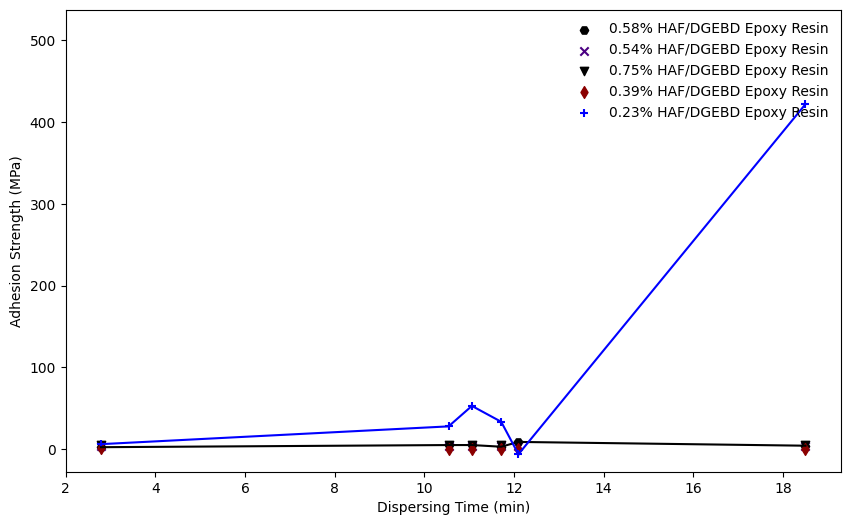 500
400
300
200
100
0
Adhesion Strength (MPa)
0.58% HAF/DGEBD Epoxy Resin
0.54% HAF/DGEBD Epoxy Resin
0.75% HAF/DGEBD Epoxy Resin
0.39% HAF/DGEBD Epoxy Resin
0.23% HAF/DGEBD Epoxy Resin
2 4 6 8 10 12 14 16 18
Dispersing Time (min)